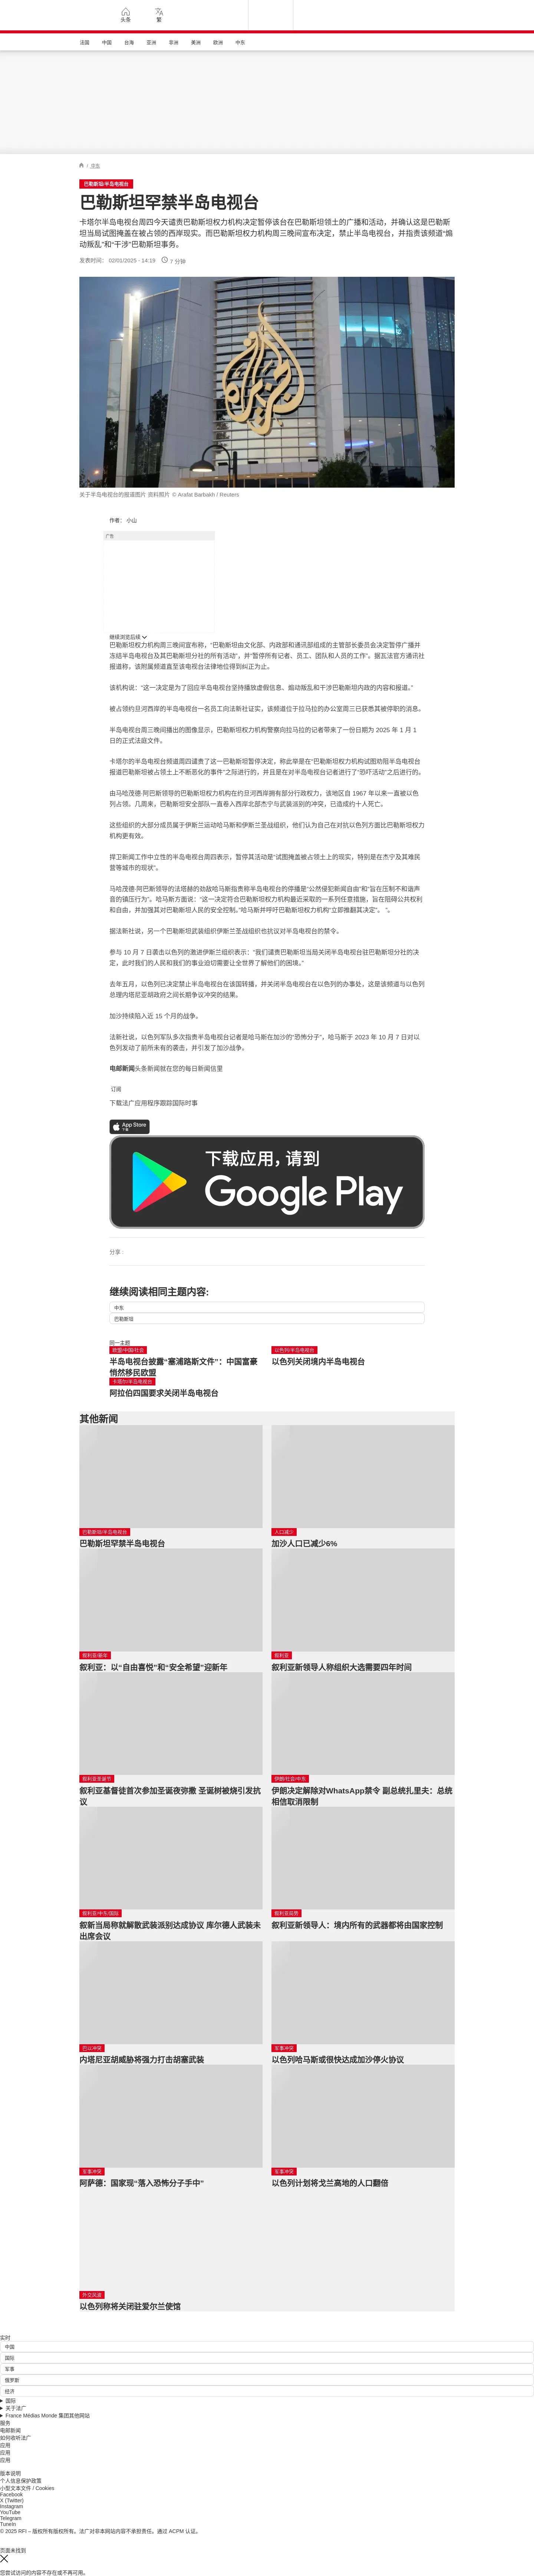 头条
繁
法国 中国 台海 亚洲 非洲 美洲 欧洲 中东
/ 中东
巴勒斯坦/半岛电视台
巴勒斯坦罕禁半岛电视台
卡塔尔半岛电视台周四今天谴责巴勒斯坦权力机构决定暂停该台在巴勒斯坦领土的广播和活动，并确认这是巴勒斯
坦当局试图掩盖在被占领的西岸现实。而巴勒斯坦权力机构周三晚间宣布决定，禁止半岛电视台，并指责该频道“煽
动叛乱”和“干涉”巴勒斯坦事务。
发表时间： 02/01/2025 - 14:19 7 分钟
关于半岛电视台的报道图片 资料照片 © Arafat Barbakh / Reuters
作者： 小山
广告
继续浏览后续
巴勒斯坦权力机构周三晚间宣布称，“巴勒斯坦由文化部、内政部和通讯部组成的主管部长委员会决定暂停广播并
冻结半岛电视台及其巴勒斯坦分社的所有活动”，并“暂停所有记者、员工、团队和人员的工作”。据瓦法官方通讯社
报道称，该附属频道直至该电视台法律地位得到纠正为止。
该机构说：“这一决定是为了回应半岛电视台坚持播放虚假信息、煽动叛乱和干涉巴勒斯坦内政的内容和报道。”
被占领约旦河西岸的半岛电视台一名员工向法新社证实，该频道位于拉马拉的办公室周三已获悉其被停职的消息。
半岛电视台周三晚间播出的图像显示，巴勒斯坦权力机构警察向拉马拉的记者带来了一份日期为 2025 年 1 月 1
日的正式法庭文件。
卡塔尔的半岛电视台频道周四谴责了这一巴勒斯坦暂停决定，称此举是在“巴勒斯坦权力机构试图劝阻半岛电视台
报道巴勒斯坦被占领土上不断恶化的事件”之际进行的，并且是在对半岛电视台记者进行了“恐吓活动”之后进行的。
由马哈茂德·阿巴斯领导的巴勒斯坦权力机构在约旦河西岸拥有部分行政权力，该地区自 1967 年以来一直被以色
列占领。几周来，巴勒斯坦安全部队一直卷入西岸北部杰宁与武装派别的冲突，已造成约十人死亡。
这些组织的大部分成员属于伊斯兰运动哈马斯和伊斯兰圣战组织，他们认为自己在对抗以色列方面比巴勒斯坦权力
机构更有效。
捍卫新闻工作中立性的半岛电视台周四表示，暂停其活动是“试图掩盖被占领土上的现实，特别是在杰宁及其难民
营等城市的现状”。
马哈茂德·阿巴斯领导的法塔赫的劲敌哈马斯指责称半岛电视台的停播是“公然侵犯新闻自由”和“旨在压制不和谐声
音的镇压行为”。哈马斯方面说：“这一决定符合巴勒斯坦权力机构最近采取的一系列任意措施，旨在阻碍公共权利
和自由，并加强其对巴勒斯坦人民的安全控制。”哈马斯并呼吁巴勒斯坦权力机构“立即撤翻其决定”。 ”。
据法新社说，另一个巴勒斯坦武装组织伊斯兰圣战组织也抗议对半岛电视台的禁令。
参与 10 月 7 日袭击以色列的激进伊斯兰组织表示：“我们谴责巴勒斯坦当局关闭半岛电视台驻巴勒斯坦分社的决
定，此时我们的人民和我们的事业迫切需要让全世界了解他们的困境。”
去年五月，以色列已决定禁止半岛电视台在该国转播，并关闭半岛电视台在以色列的办事处，这是该频道与以色列
总理内塔尼亚胡政府之间长期争议冲突的结果。
加沙持续陷入近 15 个月的战争。
法新社说，以色列军队多次指责半岛电视台记者是哈马斯在加沙的“恐怖分子”，哈马斯于 2023 年 10 月 7 日对以
色列发动了前所未有的袭击，并引发了加沙战争。
电邮新闻头条新闻就在您的每日新闻信里
订阅
下载法广应用程序跟踪国际时事
App Store
下载
下载应用，请到
Google Play
分享 :
继续阅读相同主题内容:
中东
巴勒斯坦
同一主题
欧盟/中国/社会
半岛电视台披露“塞浦路斯文件”：中国富豪
悄然移民欧盟
以色列/半岛电视台
以色列关闭境内半岛电视台
卡塔尔/半岛电视台
阿拉伯四国要求关闭半岛电视台
其他新闻
巴勒斯坦/半岛电视台
巴勒斯坦罕禁半岛电视台
人口减少
加沙人口已减少6%
叙利亚/新年
叙利亚：以“自由喜悦”和“安全希望”迎新年
叙利亚
叙利亚新领导人称组织大选需要四年时间
叙利亚圣诞节
叙利亚基督徒首次参加圣诞夜弥撒 圣诞树被烧引发抗
议
伊朗/社会/中东
伊朗决定解除对WhatsApp禁令 副总统扎里夫：总统
相信取消限制
叙利亚/中东/国际
叙新当局称就解散武装派别达成协议 库尔德人武装未
出席会议
叙利亚局势
叙利亚新领导人：境内所有的武器都将由国家控制
巴以冲突
内塔尼亚胡威胁将强力打击胡塞武装
军事冲突
以色列哈马斯或很快达成加沙停火协议
军事冲突
阿萨德：国家现“落入恐怖分子手中”
军事冲突
以色列计划将戈兰高地的人口翻倍
外交风波
以色列称将关闭驻爱尔兰使馆
实时
中国
国际
军事
俄罗斯
经济
国际
关于法广
France Médias Monde 集团其他网站
服务
电邮新闻
如何收听法广
应用
应用
应用
版本说明
个人信息保护政策
小型文本文件 / Cookies
Facebook
X (Twitter)
Instagram
YouTube
Telegram
TuneIn
© 2025 RFI – 版权所有版权所有。法广对非本网站内容不承担责任。通过 ACPM 认证。
页面未找到
您尝试访问的内容不存在或不再可用。